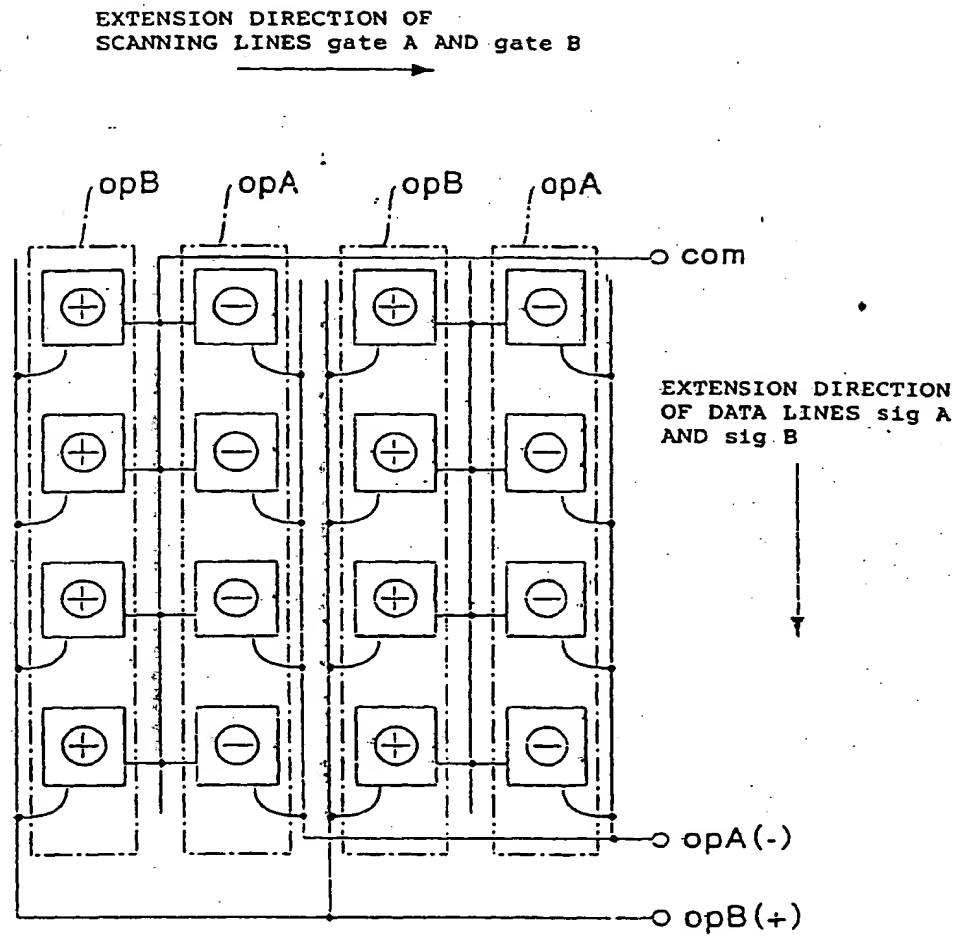 EXTENSION DIRECTION OF
SCANNING LINES gate A AND gate B
opB
opA
opB
opA
com
+ − + −
EXTENSION DIRECTION
OF DATA LINES sig A
AND sig B
+ − + −
+ − + −
+ − + −
opA(-)
opB(+)